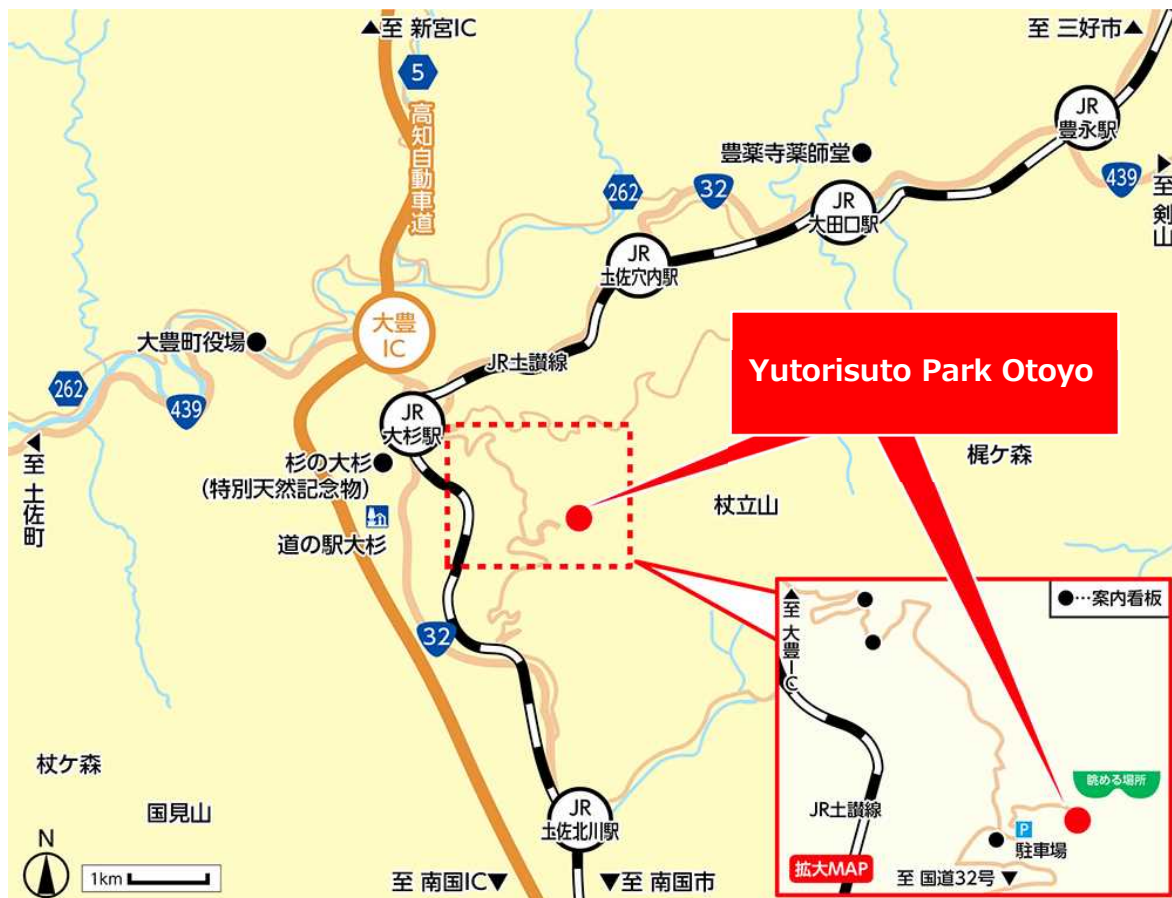 ▲至 新宮IC
至 三好市▲
5
高知自動車道
JR
豊永駅
豊薬寺薬師堂
439
▶至 剣山
262
32
JR
大田口駅
JR
土佐穴内駅
大豊
IC
大豊町役場
JR土讃線
Yutorisuto Park Otoyo
262
439
JR
大杉駅
◀至 土佐町
杉の大杉
(特別天然記念物)
梶ケ森
杖立山
道の駅大杉
32
●…案内看板
▲至 大豊IC
杖ケ森
国見山
眺める場所
JR
土佐北川駅
JR土讃線
P
駐車場
拡大MAP
至 国道32号▼
N
1km
至 南国IC▼
▼至 南国市